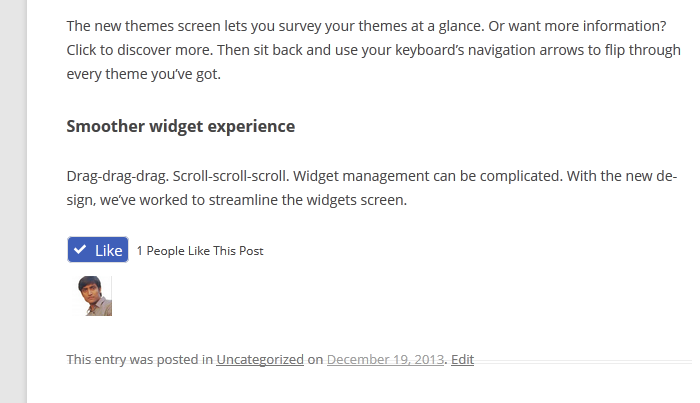 The new themes screen lets you survey your themes at a glance. Or want more information?
Click to discover more. Then sit back and use your keyboard’s navigation arrows to flip through
every theme you’ve got.
Smoother widget experience
Drag-drag-drag. Scroll-scroll-scroll. Widget management can be complicated. With the new de-
sign, we’ve worked to streamline the widgets screen.
Like 1 People Like This Post
This entry was posted in Uncategorized on December 19, 2013. Edit